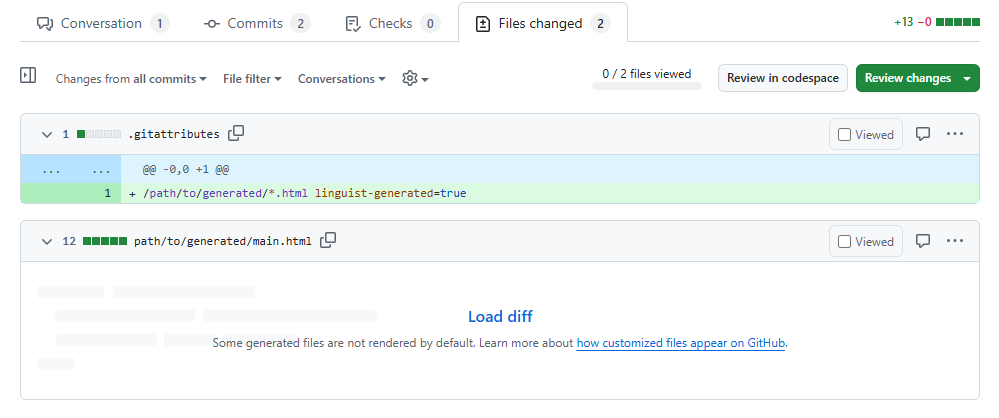 Conversation 1 Commits 2 Checks 0 Files changed 2 +13 −0
Changes from all commits File filter Conversations 0 / 2 files viewed Review in codespace Review changes
1 .gitattributes Viewed
... ... @@ -0,0 +1 @@
1 + /path/to/generated/*.html linguist-generated=true
12 path/to/generated/main.html Viewed
Load diff
Some generated files are not rendered by default. Learn more about how customized files appear on GitHub.